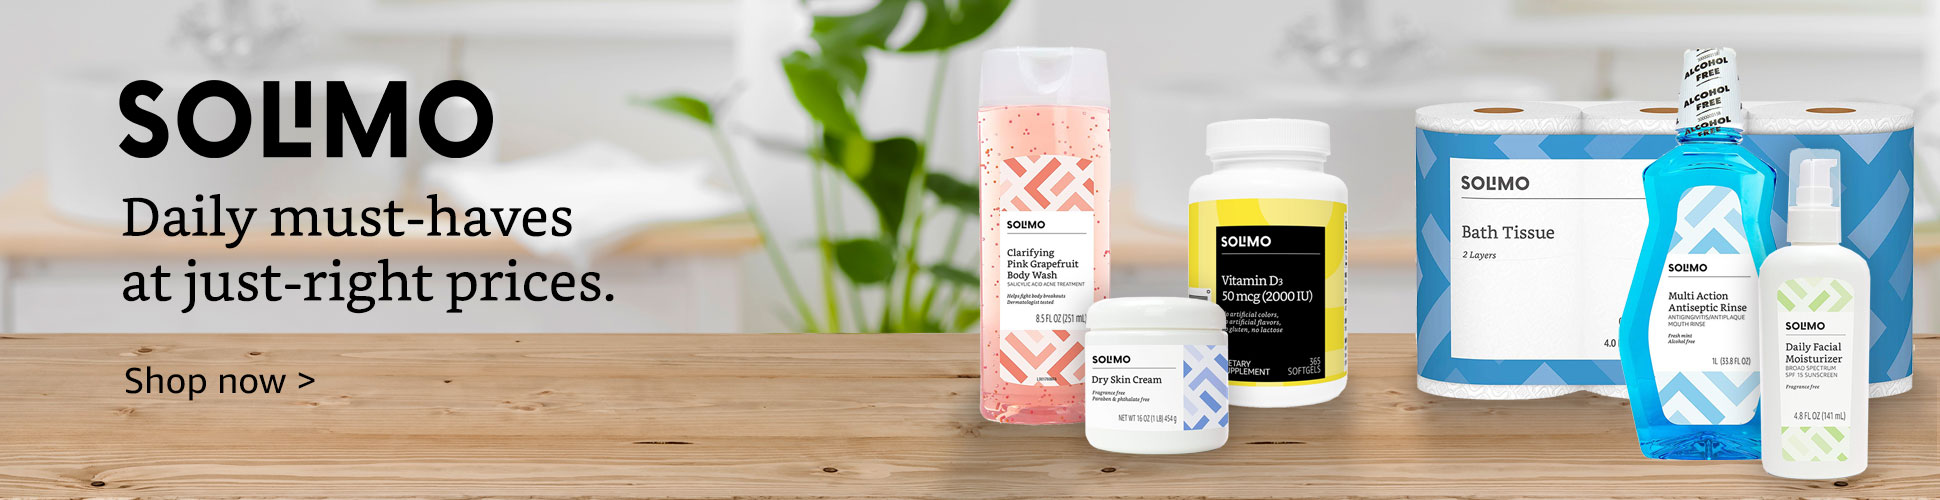 SOLIMO
Daily must-haves
at just-right prices.
Shop now >
SOLIMO
Clarifying
Pink Grapefruit
Body Wash
SALICYLIC ACID ACNE TREATMENT
Helps fight body breakouts
Dermatologist tested
8.5 FL OZ (251 mL)
SOLIMO
Dry Skin Cream
Fragrance free
Paraben & phthalate free
NET WT 16 OZ (1 LB) 454 g
SOLIMO
Vitamin D3
50 mcg (2000 IU)
artificial colors,
artificial flavors,
gluten, no lactose
365
SOFTGELS
SOLIMO
Bath Tissue
2 Layers
4.0
ALCOHOL
FREE
ALCOHOL
FREE
ALCOHOL
FREE
SOLIMO
Multi Action
Antiseptic Rinse
ANTIGINGIVITIS/ANTIPLAQUE
MOUTH RINSE
Fresh mint
Alcohol free
1L (33.8 FL OZ)
SOLIMO
Daily Facial
Moisturizer
BROAD SPECTRUM
SPF 15 SUNSCREEN
Fragrance free
4.8 FL OZ (141 mL)